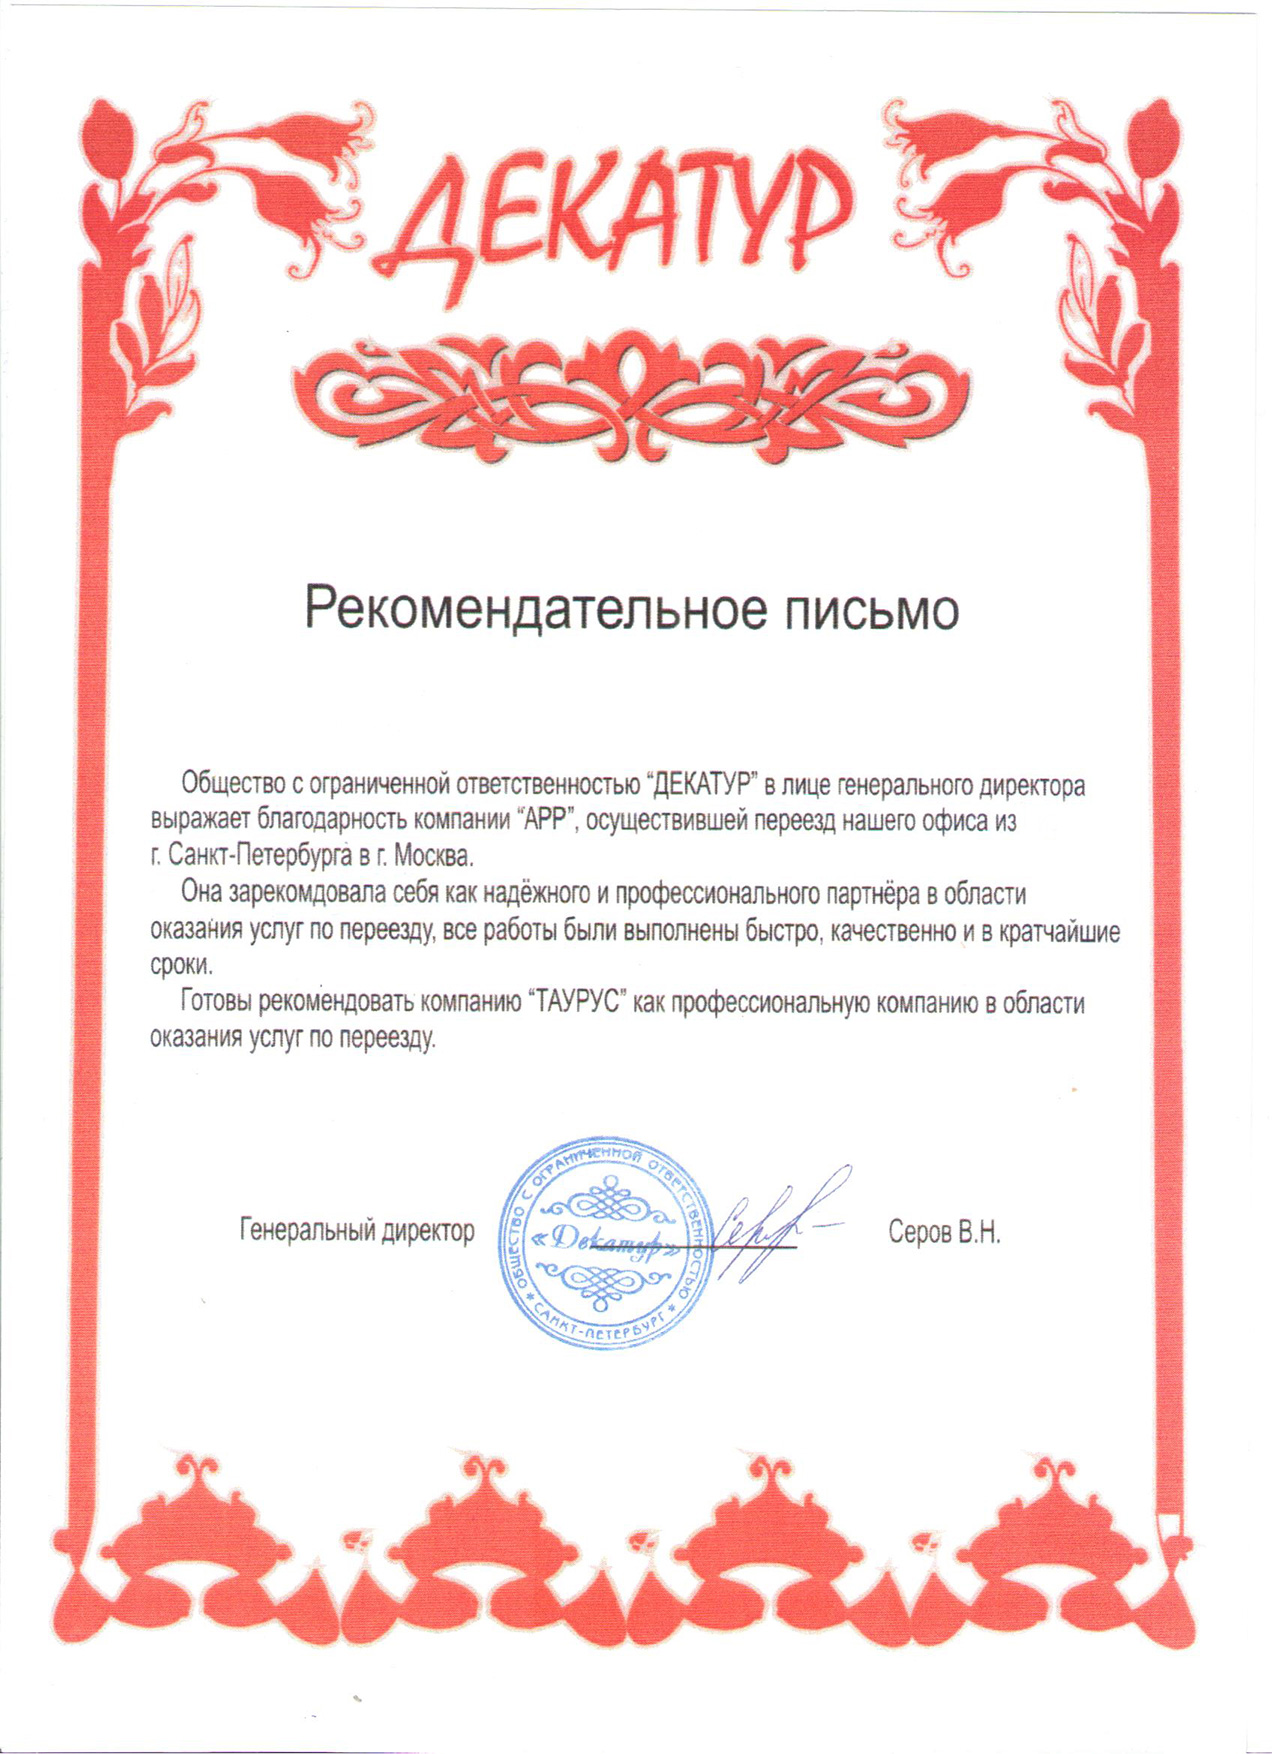 ДЕКАТУР
Рекомендательное письмо
Общество с ограниченной ответственностью “ДЕКАТУР” в лице генерального директора
выражает благодарность компании “АРР”, осуществившей переезд нашего офиса из
г. Санкт-Петербурга в г. Москва.
Она зарекомдовала себя как надёжного и профессионального партнёра в области
оказания услуг по переезду, все работы были выполнены быстро, качественно и в кратчайшие
сроки.
Готовы рекомендовать компанию “ТАУРУС” как профессиональную компанию в области
оказания услуг по переезду.
ОБЩЕСТВО С ОГРАНИЧЕННОЙ ОТВЕТСТВЕННОСТЬЮ
«Декатур»
* САНКТ-ПЕТЕРБУРГ *
Генеральный директор Серов В.Н.